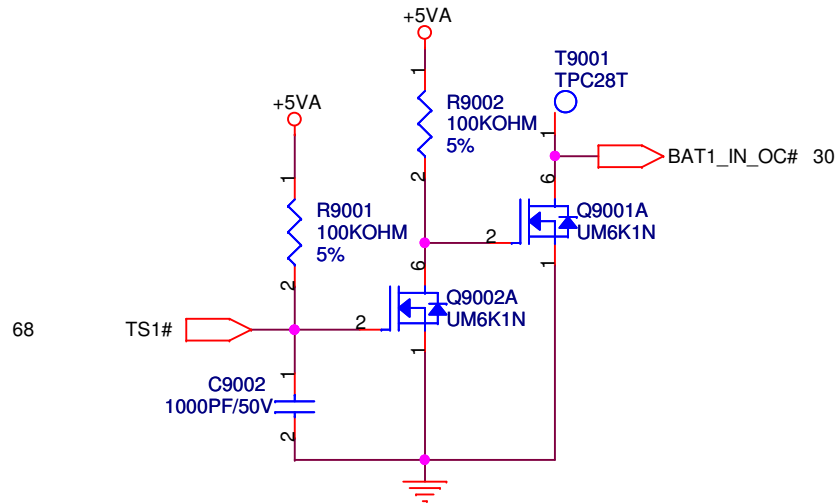 +5VA
T9001
TPC28T
1
R9002
100KOHM
5%
+5VA
1
BAT1_IN_OC# 30
2
6
1
Q9001A
UM6K1N
R9001
100KOHM
5%
2
1
6
2
Q9002A
UM6K1N
68
TS1#
2
1
1
C9002
1000PF/50V
2